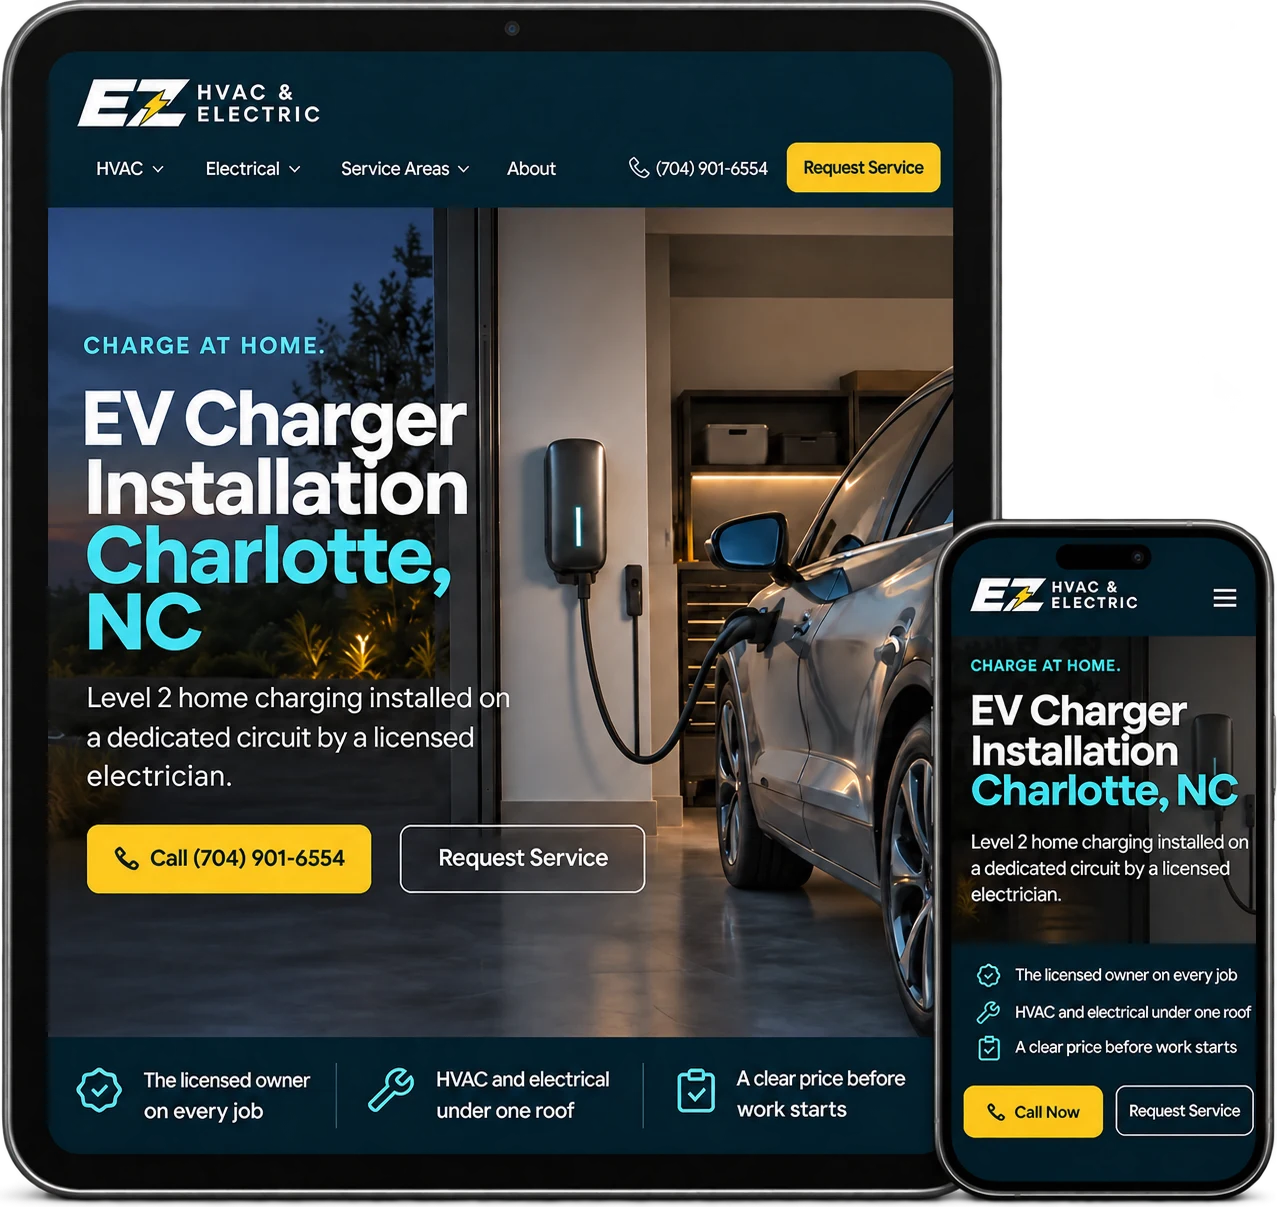 EZ HVAC &
ELECTRIC
HVAC
Electrical
Service Areas
About
(704) 901-6554
Request Service
CHARGE AT HOME.
EV Charger
Installation
Charlotte,
NC
Level 2 home charging installed on
a dedicated circuit by a licensed
electrician.
Call (704) 901-6554
Request Service
The licensed owner
on every job
HVAC and electrical
under one roof
A clear price before
work starts
EZ HVAC &
ELECTRIC
CHARGE AT HOME.
EV Charger
Installation
Charlotte, NC
Level 2 home charging installed on
a dedicated circuit by a licensed
electrician.
The licensed owner on every job
HVAC and electrical under one roof
A clear price before work starts
Call Now
Request Service